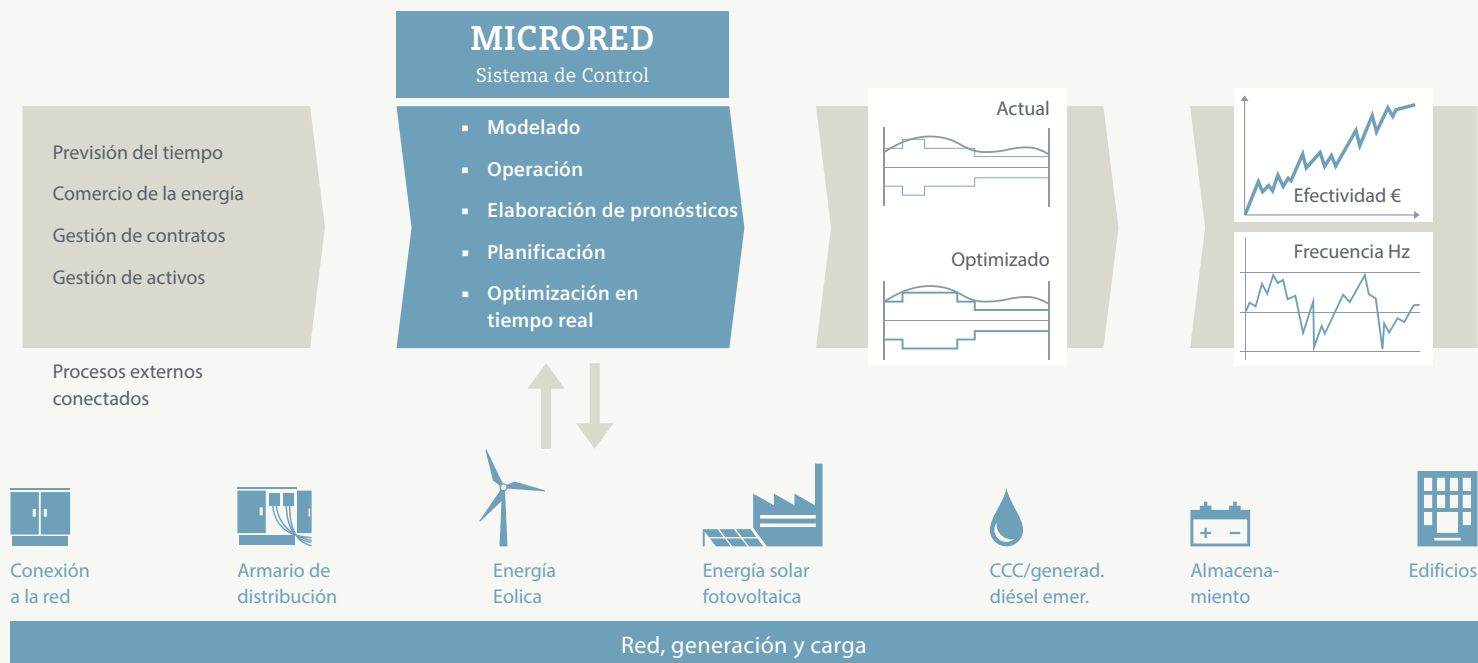 MICRORED
Sistema de Control
Previsión del tiempo
Comercio de la energía
Gestión de contratos
Gestión de activos
Procesos externos
conectados
▪ Modelado
▪ Operación
▪ Elaboración de pronósticos
▪ Planificación
▪ Optimización en
tiempo real
Actual
Optimizado
Efectividad €
Frecuencia Hz
Conexión
a la red
Armario de
distribución
Energía
Eolica
Energía solar
fotovoltaica
CCC/generad.
diésel emer.
Almacena-
miento
Edificios
Red, generación y carga